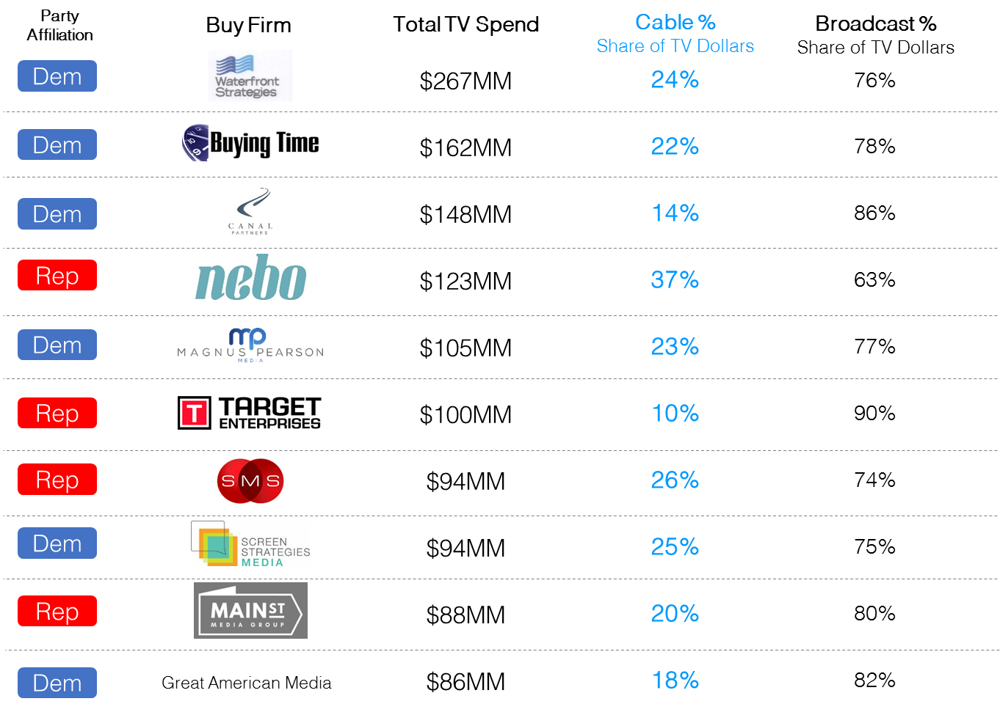 Party
Affiliation
Buy Firm
Total TV Spend
Cable %
Share of TV Dollars
Broadcast %
Share of TV Dollars
Dem
Waterfront
Strategies
$267MM
24%
76%
Dem
Buying Time
$162MM
22%
78%
Dem
CANAL
PARTNERS
$148MM
14%
86%
Rep
nebo
$123MM
37%
63%
Dem
mp
MAGNUS PEARSON
MEDIA
$105MM
23%
77%
Rep
T
TARGET
ENTERPRISES
$100MM
10%
90%
Rep
SMS
$94MM
26%
74%
Dem
SCREEN
STRATEGIES
MEDIA
$94MM
25%
75%
Rep
MAIN ST
MEDIA GROUP
$88MM
20%
80%
Dem
Great American Media
$86MM
18%
82%